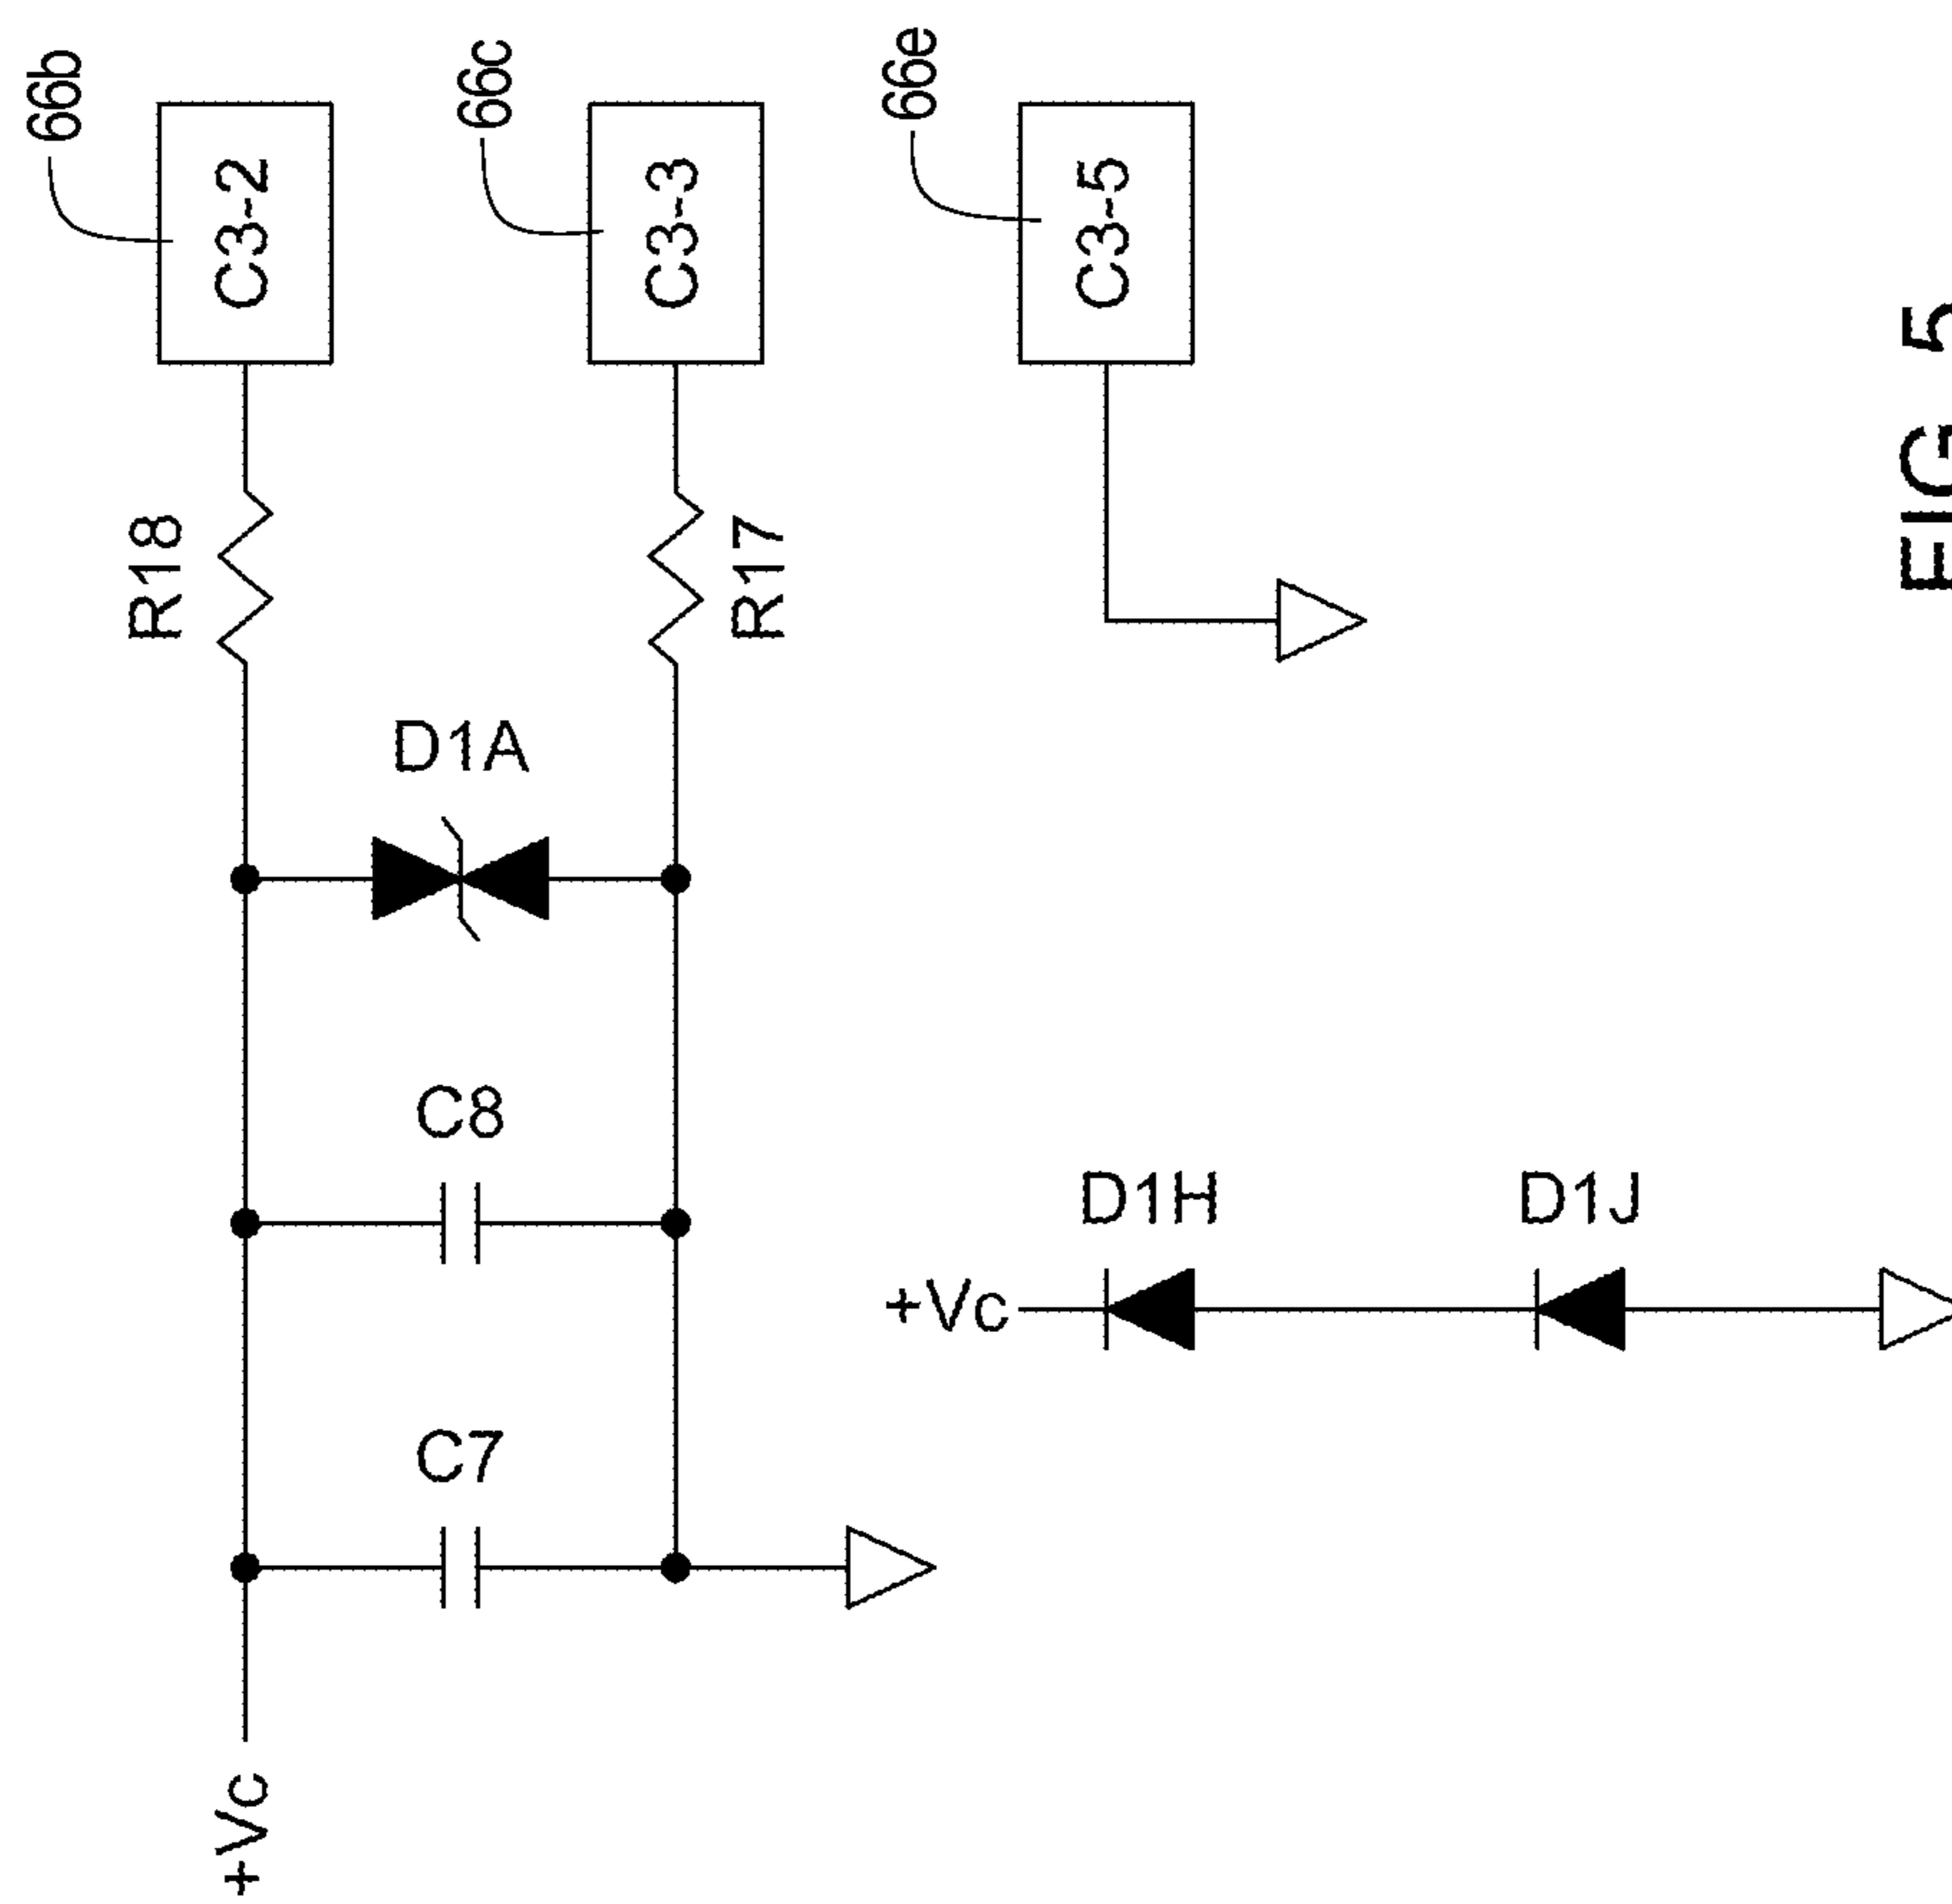 66b
66c
66e
C3-2
C3-3
C3-5
R18
R17
D1A
C8
D1H
D1J
+Vc
C7
+Vc
FIG. 5